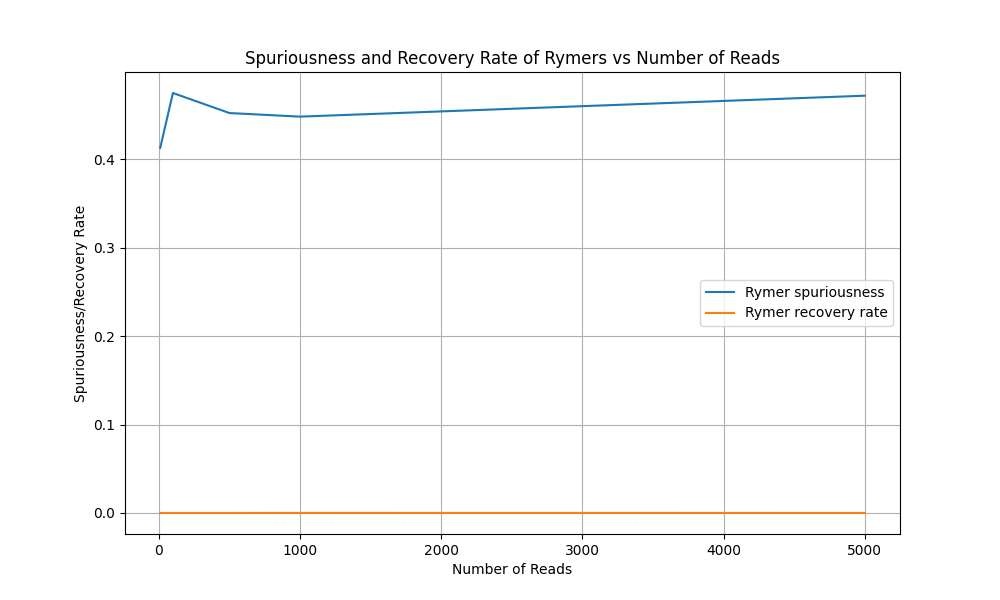 Spuriousness and Recovery Rate of Rymers vs Number of Reads
Spuriousness/Recovery Rate
0.4
0.3
0.2
0.1
0.0
Rymer spuriousness
Rymer recovery rate
0 1000 2000 3000 4000 5000
Number of Reads